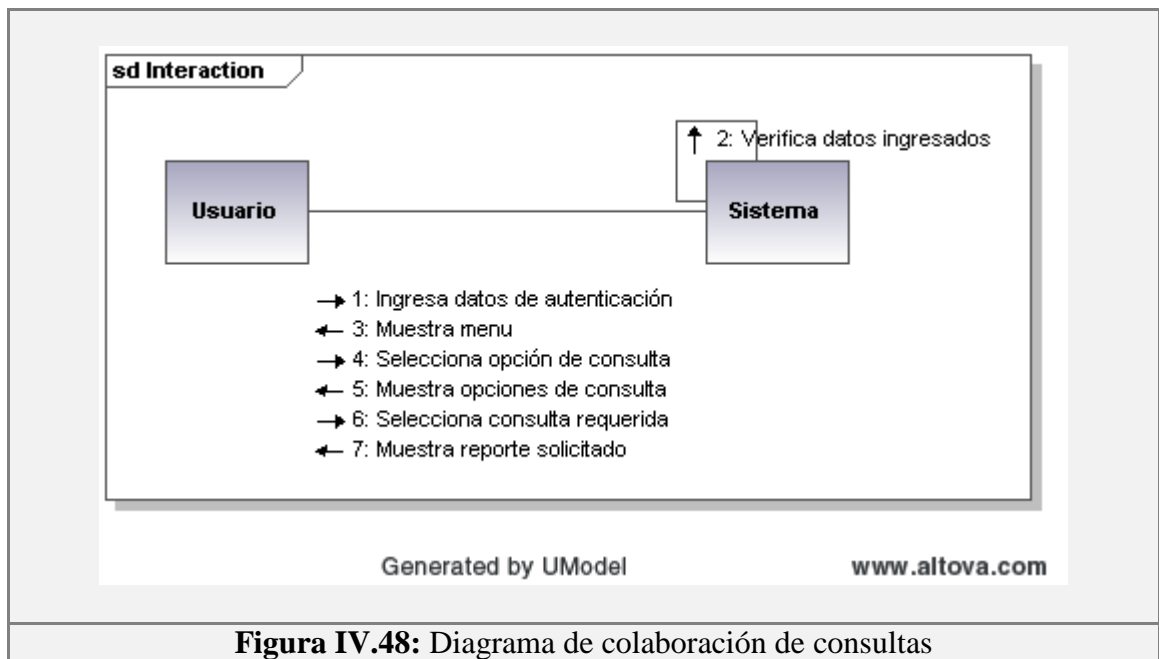 sd Interaction
2: Verifica datos ingresados
Usuario
Sistema
1: Ingresa datos de autenticación
3: Muestra menu
4: Selecciona opción de consulta
5: Muestra opciones de consulta
6: Selecciona consulta requerida
7: Muestra reporte solicitado
Generated by UModel
www.altova.com
Figura IV.48: Diagrama de colaboración de consultas